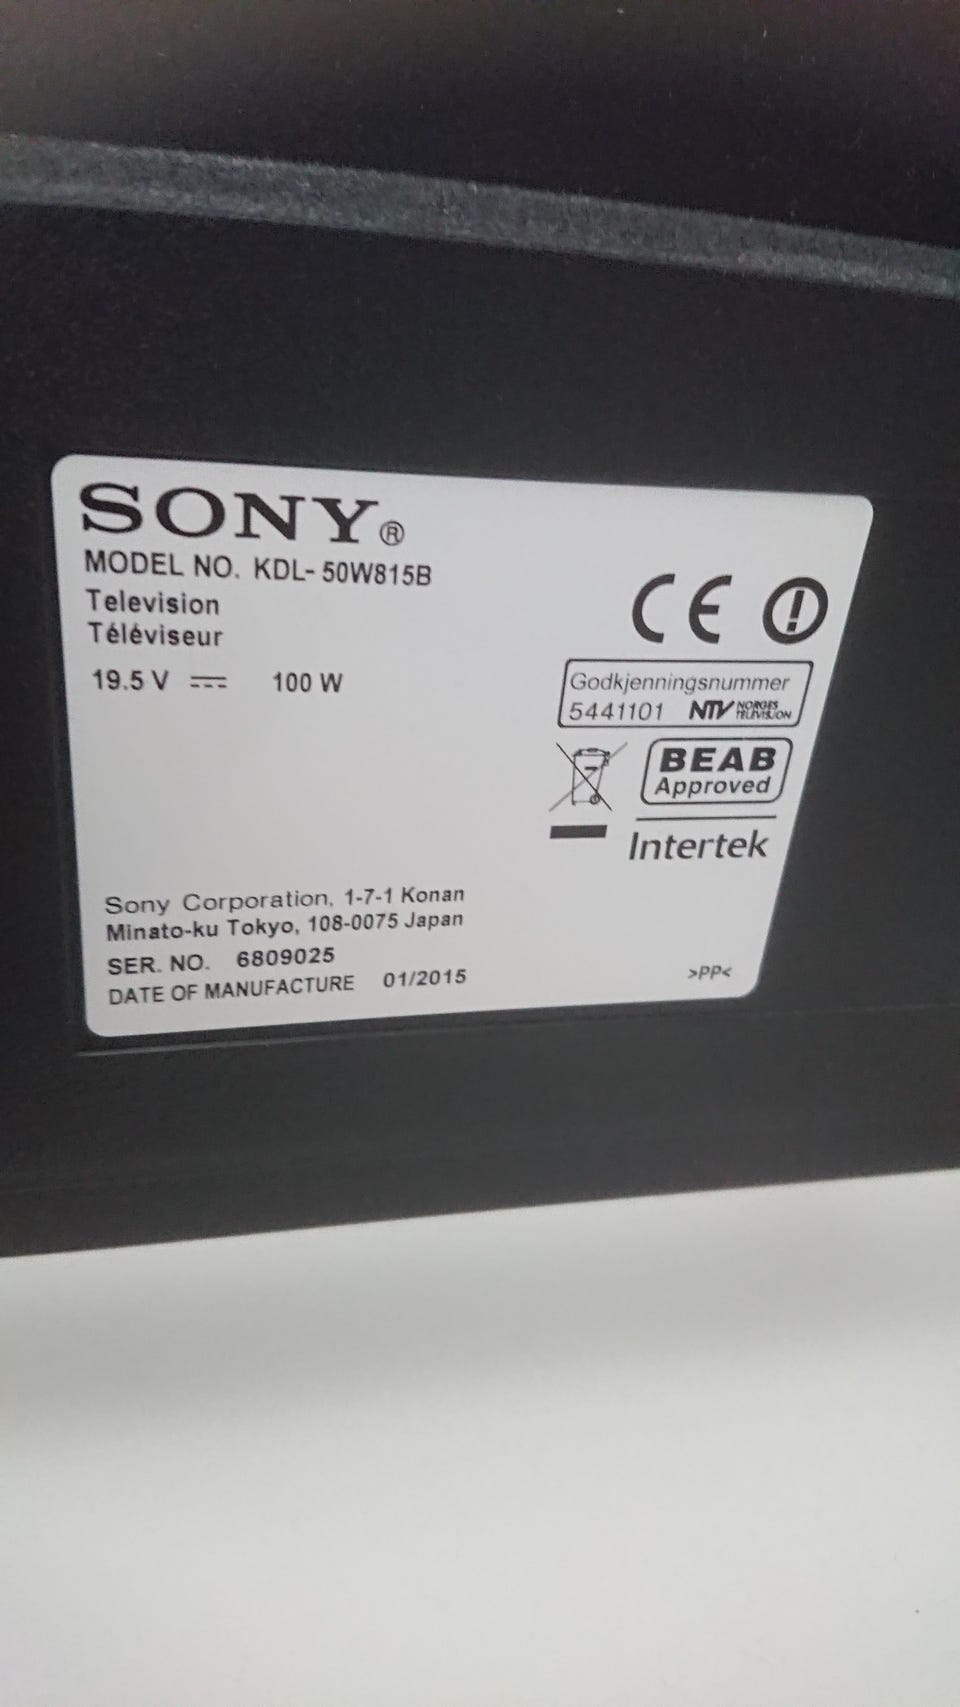 SONY®
MODEL NO. KDL-50W815B
Television
Téléviseur
19.5 V ⎓ 100 W
CE
Godkjenningsnummer
5441101 NTV NORGES TELEVISJON
BEAB
Approved
Intertek
Sony Corporation, 1-7-1 Konan
Minato-ku Tokyo, 108-0075 Japan
SER. NO. 6809025
DATE OF MANUFACTURE 01/2015
>PP<